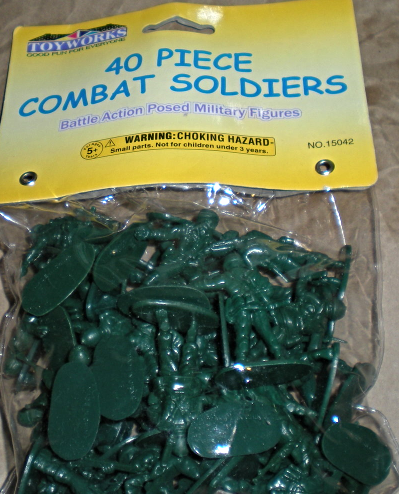 TOYWORKS
GOOD FUN FOR EVERYONE
40 PIECE
COMBAT SOLDIERS
Battle Action Posed Military Figures
5+
WARNING:CHOKING HAZARD-
Small parts. Not for children under 3 years.
NO.15042